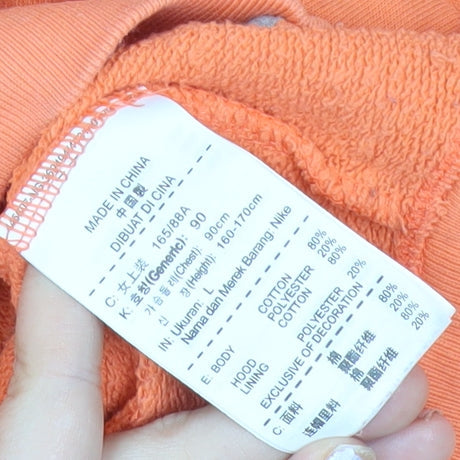 MADE IN CHINA
中国製
DIBUAT DI CINA
C: 女上装 165/88A
K: 호칭(Generic): 90
가슴둘레(Chest): 90cm
신 장(Height): 160-170cm
IN: Ukuran:
Nama dan Merek Barang: Nike
E: BODY COTTON 80%
POLYESTER 20%
HOOD LINING COTTON 80%
POLYESTER 20%
EXCLUSIVE OF DECORATION
C: 面料 棉 80%
聚酯纤维 20%
连帽里料 棉 80%
聚酯纤维 20%